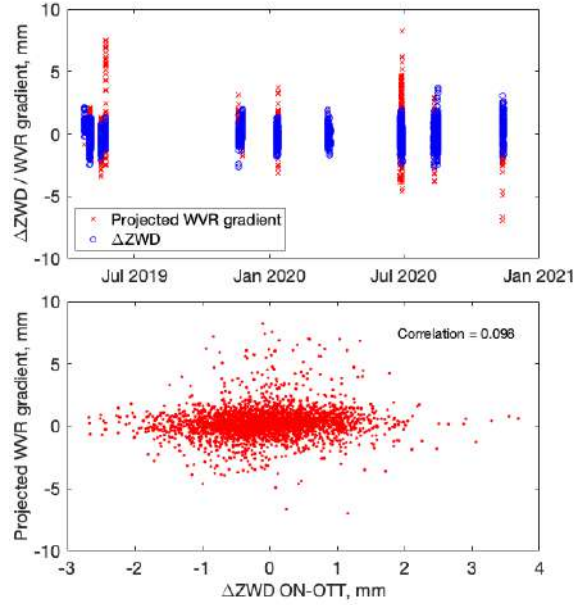 10
5
0
-5
-10
ΔZWD / WVR gradient, mm
Projected WVR gradient
ΔZWD
Jul 2019
Jan 2020
Jul 2020
Jan 2021
10
5
0
-5
-10
Projected WVR gradient, mm
Correlation = 0.096
-3
-2
-1
0
1
2
3
4
ΔZWD ON-OTT, mm